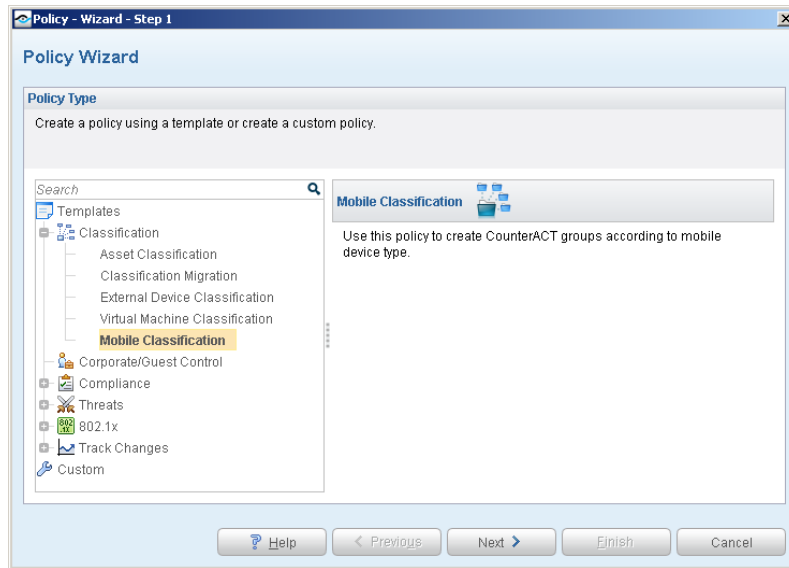 Policy - Wizard - Step 1
Policy Wizard
Policy Type
Create a policy using a template or create a custom policy.
Search
Templates
Classification
Asset Classification
Classification Migration
External Device Classification
Virtual Machine Classification
Mobile Classification
Corporate/Guest Control
Compliance
Threats
802.1x
802
.1X
Track Changes
Custom
Mobile Classification
Use this policy to create CounterACT groups according to mobile
device type.
Help
Previous
Next
Finish
Cancel